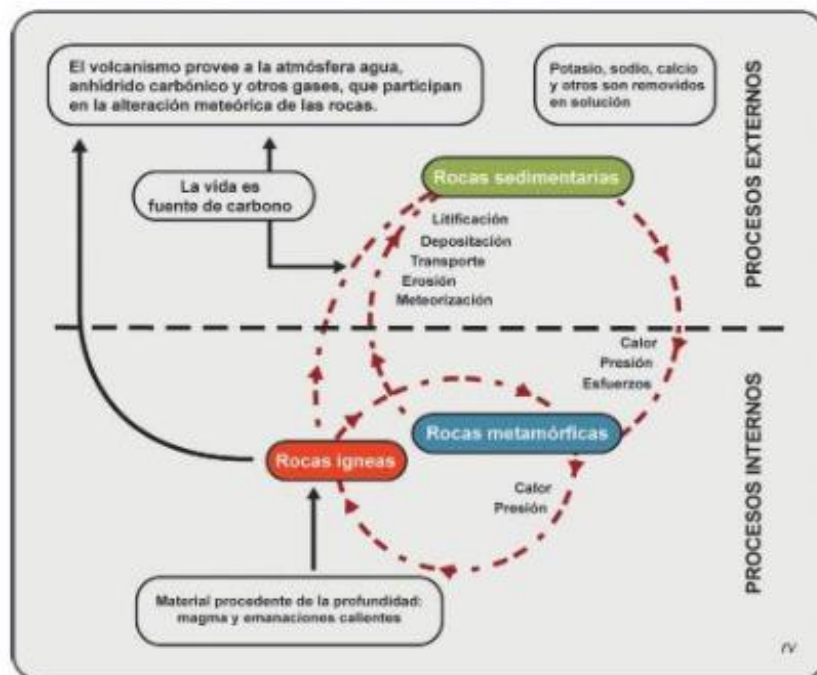 El volcanismo provee a la atmósfera agua,
anhídrido carbónico y otros gases, que participan
en la alteración meteórica de las rocas.
Potasio, sodio, calcio
y otros son removidos
en solución
La vida es
fuente de carbono
Rocas sedimentarias
Litificación
Depositación
Transporte
Erosión
Meteorización
PROCESOS EXTERNOS
Calor
Presión
Esfuerzos
Rocas metamórficas
Rocas igneas
Calor
Presión
PROCESOS INTERNOS
Material procedente de la profundidad:
magma y emanaciones calientes
rv